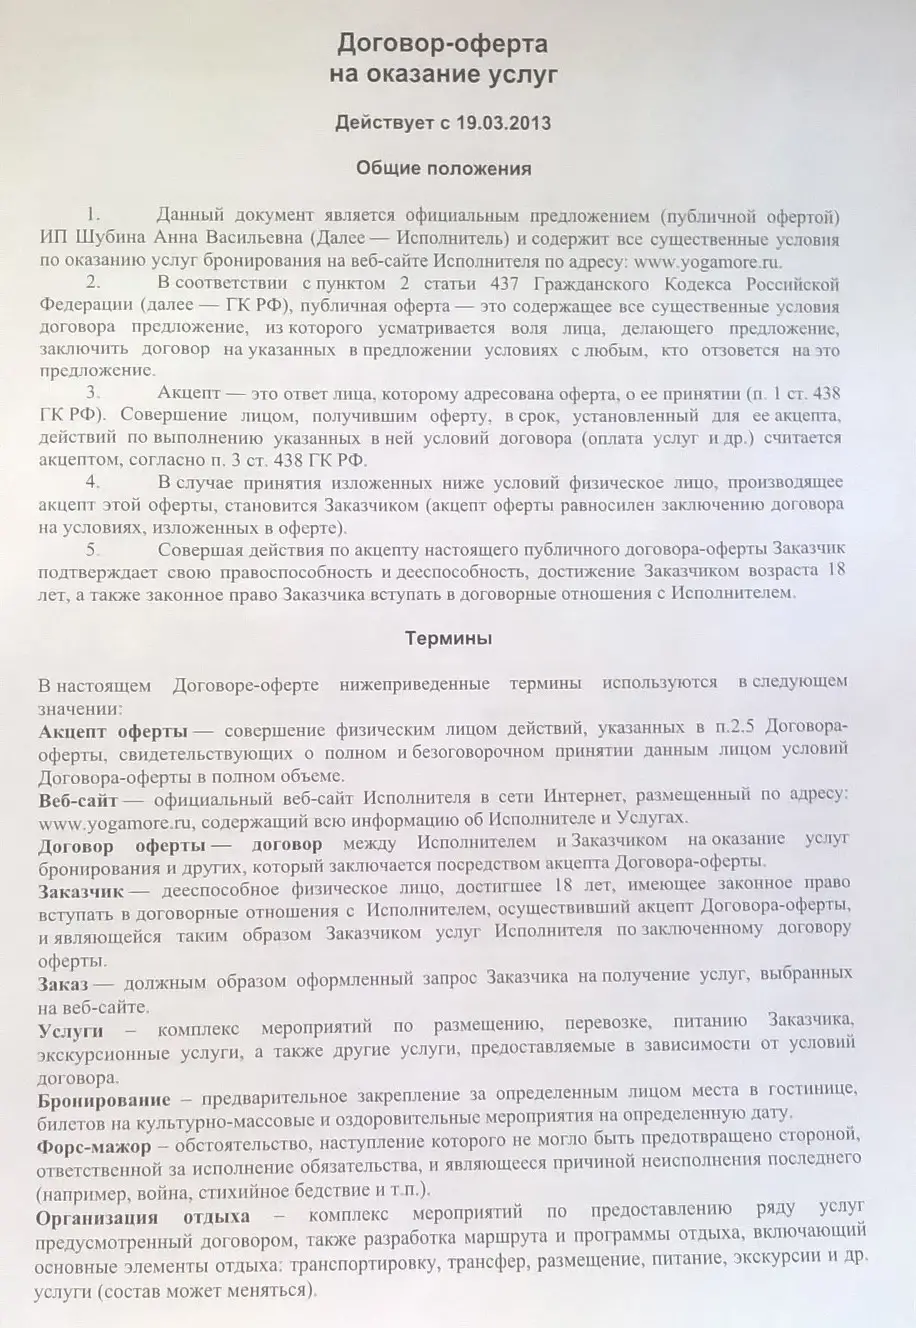 Договор-оферта
на оказание услуг
Действует с 19.03.2013
Общие положения
1. Данный документ является официальным предложением (публичной офертой)
ИП Шубина Анна Васильевна (Далее — Исполнитель) и содержит все существенные условия
по оказанию услуг бронирования на веб-сайте Исполнителя по адресу: www.yogamore.ru.
2. В соответствии с пунктом 2 статьи 437 Гражданского Кодекса Российской
Федерации (далее — ГК РФ), публичная оферта — это содержащее все существенные условия
договора предложение, из которого усматривается воля лица, делающего предложение,
заключить договор на указанных в предложении условиях с любым, кто отзовется на это
предложение.
3. Акцепт — это ответ лица, которому адресована оферта, о ее принятии (п. 1 ст. 438
ГК РФ). Совершение лицом, получившим оферту, в срок, установленный для ее акцепта,
действий по выполнению указанных в ней условий договора (оплата услуг и др.) считается
акцептом, согласно п. 3 ст. 438 ГК РФ.
4. В случае принятия изложенных ниже условий физическое лицо, производящее
акцепт этой оферты, становится Заказчиком (акцепт оферты равносилен заключению договора
на условиях, изложенных в оферте).
5. Совершая действия по акцепту настоящего публичного договора-оферты Заказчик
подтверждает свою правоспособность и дееспособность, достижение Заказчиком возраста 18
лет, а также законное право Заказчика вступать в договорные отношения с Исполнителем.
Термины
В настоящем Договоре-оферте нижеприведенные термины используются в следующем
значении:
Акцепт оферты — совершение физическим лицом действий, указанных в п.2.5 Договора-
оферты, свидетельствующих о полном и безоговорочном принятии данным лицом условий
Договора-оферты в полном объеме.
Веб-сайт — официальный веб-сайт Исполнителя в сети Интернет, размещенный по адресу:
www.yogamore.ru, содержащий всю информацию об Исполнителе и Услугах.
Договор оферты — договор между Исполнителем и Заказчиком на оказание услуг
бронирования и других, который заключается посредством акцепта Договора-оферты.
Заказчик — дееспособное физическое лицо, достигшее 18 лет, имеющее законное право
вступать в договорные отношения с Исполнителем, осуществивший акцепт Договора-оферты,
и являющейся таким образом Заказчиком услуг Исполнителя по заключенному договору
оферты.
Заказ — должным образом оформленный запрос Заказчика на получение услуг, выбранных
на веб-сайте.
Услуги – комплекс мероприятий по размещению, перевозке, питанию Заказчика,
экскурсионные услуги, а также другие услуги, предоставляемые в зависимости от условий
договора.
Бронирование – предварительное закрепление за определенным лицом места в гостинице,
билетов на культурно-массовые и оздоровительные мероприятия на определенную дату.
Форс-мажор – обстоятельство, наступление которого не могло быть предотвращено стороной,
ответственной за исполнение обязательства, и являющееся причиной неисполнения последнего
(например, война, стихийное бедствие и т.п.).
Организация отдыха – комплекс мероприятий по предоставлению ряду услуг
предусмотренный договором, также разработка маршрута и программы отдыха, включающий
основные элементы отдыха: транспортировку, трансфер, размещение, питание, экскурсии и др.
услуги (состав может меняться).